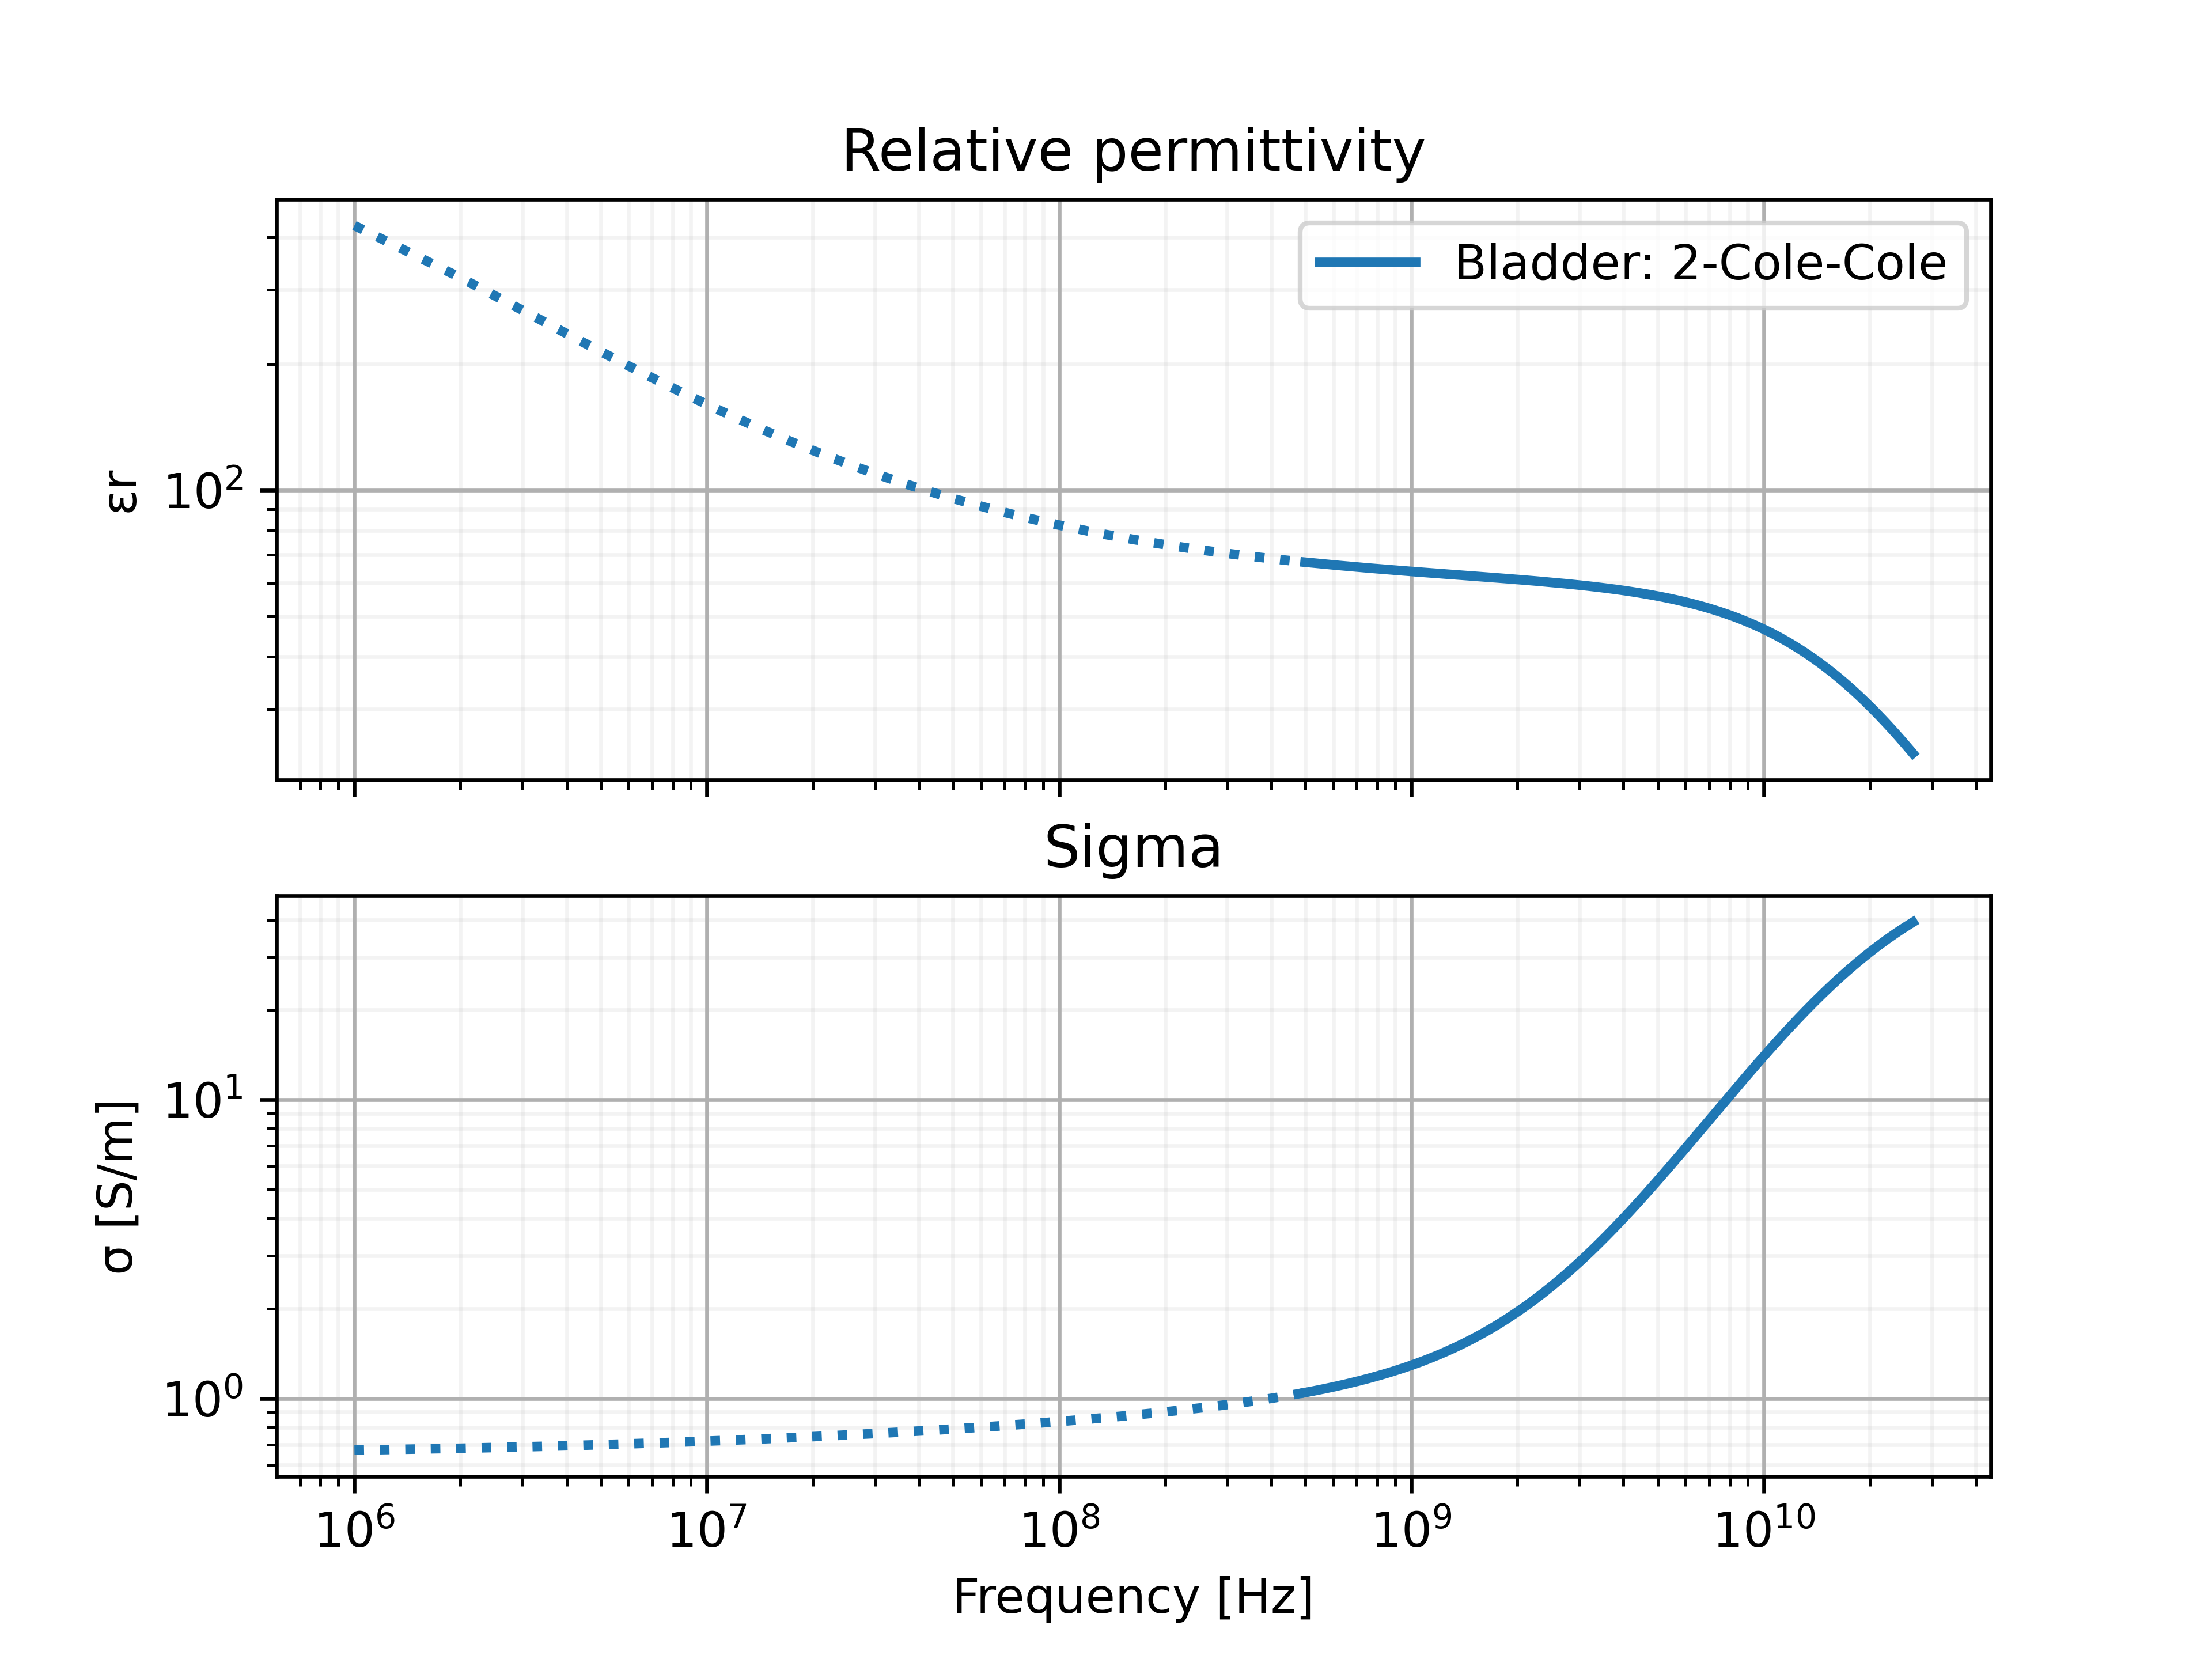 Relative permittivity
Bladder: 2-Cole-Cole
εr
10²
Sigma
σ [S/m]
10¹
10⁰
10⁶ 10⁷ 10⁸ 10⁹ 10¹⁰
Frequency [Hz]